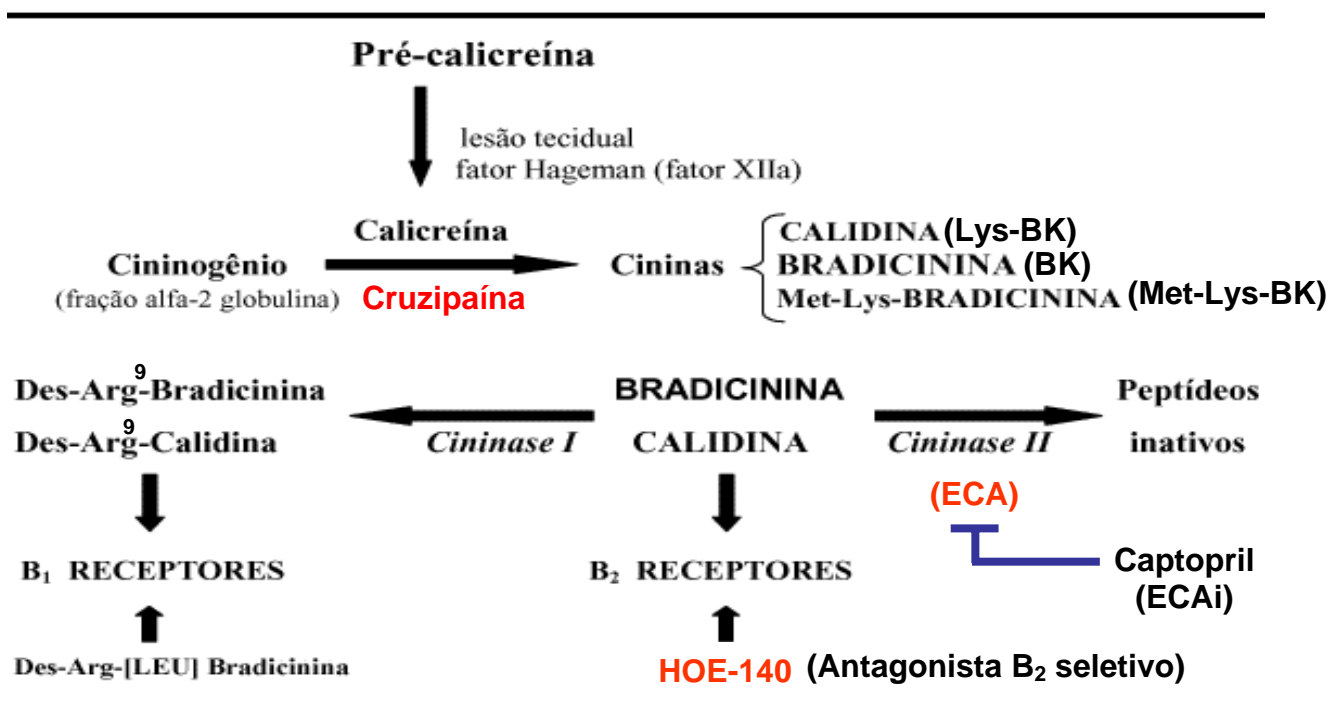 Pré-calicreína
lesão tecidual
fator Hageman (fator XIIa)
Calicreína
Cininogênio
(fração alfa-2 globulina)
Cruzipaína
Cininas
CALIDINA (Lys-BK)
BRADICININA (BK)
Met-Lys-BRADICININA (Met-Lys-BK)
Des-Arg⁹-Bradicinina
Des-Arg⁹-Calidina
Cininase I
BRADICININA
CALIDINA
Cininase II
(ECA)
Peptídeos
inativos
Captopril
(ECAi)
B₁ RECEPTORES
B₂ RECEPTORES
Des-Arg-[LEU] Bradicinina
HOE-140 (Antagonista B₂ seletivo)